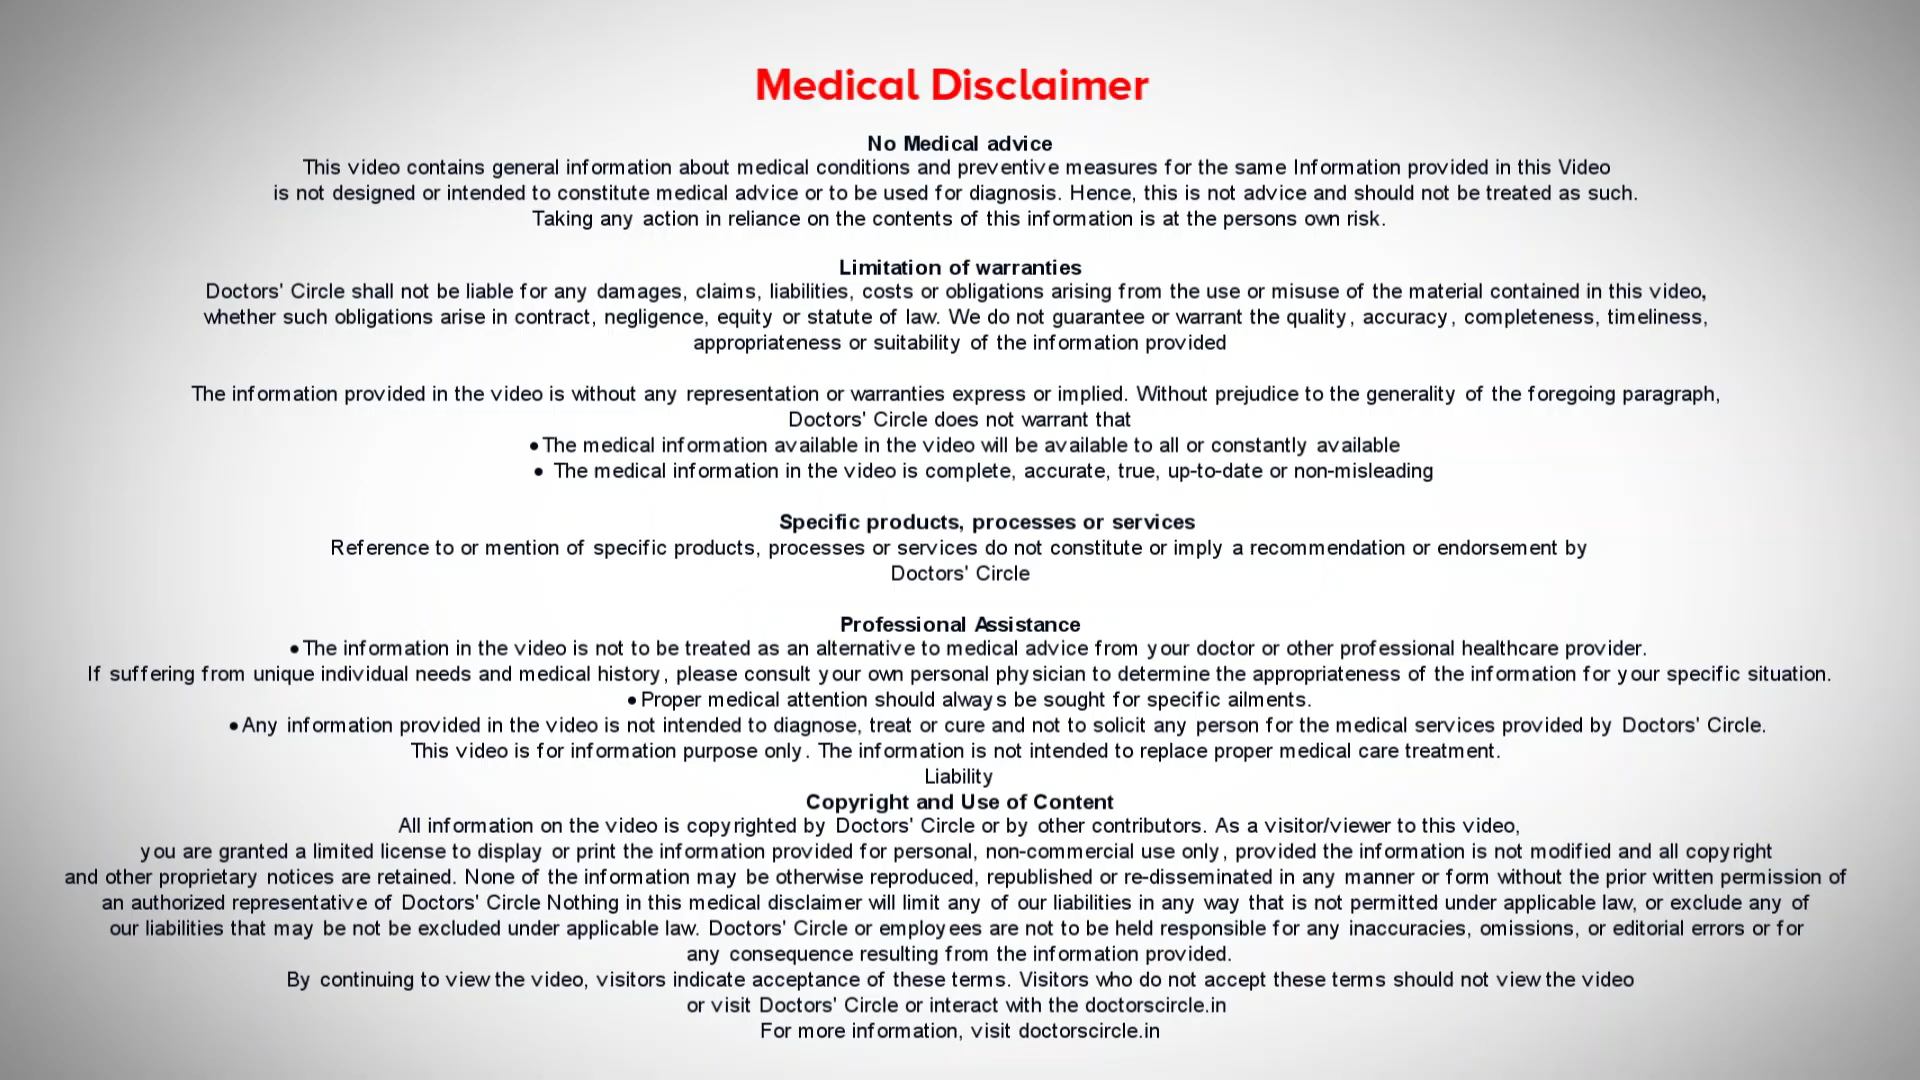 Medical Disclaimer
No Medical advice
This video contains general information about medical conditions and preventive measures for the same Information provided in this Video
is not designed or intended to constitute medical advice or to be used for diagnosis. Hence, this is not advice and should not be treated as such.
Taking any action in reliance on the contents of this information is at the persons own risk.
Limitation of warranties
Doctors' Circle shall not be liable for any damages, claims, liabilities, costs or obligations arising from the use or misuse of the material contained in this video,
whether such obligations arise in contract, negligence, equity or statute of law. We do not guarantee or warrant the quality, accuracy, completeness, timeliness,
appropriateness or suitability of the information provided
The information provided in the video is without any representation or warranties express or implied. Without prejudice to the generality of the foregoing paragraph,
Doctors' Circle does not warrant that
•The medical information available in the video will be available to all or constantly available
• The medical information in the video is complete, accurate, true, up-to-date or non-misleading
Specific products, processes or services
Reference to or mention of specific products, processes or services do not constitute or imply a recommendation or endorsement by
Doctors' Circle
Professional Assistance
•The information in the video is not to be treated as an alternative to medical advice from your doctor or other professional healthcare provider.
If suffering from unique individual needs and medical history, please consult your own personal physician to determine the appropriateness of the information for your specific situation.
•Proper medical attention should always be sought for specific ailments.
•Any information provided in the video is not intended to diagnose, treat or cure and not to solicit any person for the medical services provided by Doctors' Circle.
This video is for information purpose only. The information is not intended to replace proper medical care treatment.
Liability
Copyright and Use of Content
All information on the video is copyrighted by Doctors' Circle or by other contributors. As a visitor/viewer to this video,
you are granted a limited license to display or print the information provided for personal, non-commercial use only, provided the information is not modified and all copyright
and other proprietary notices are retained. None of the information may be otherwise reproduced, republished or re-disseminated in any manner or form without the prior written permission of
an authorized representative of Doctors' Circle Nothing in this medical disclaimer will limit any of our liabilities in any way that is not permitted under applicable law, or exclude any of
our liabilities that may be not be excluded under applicable law. Doctors' Circle or employees are not to be held responsible for any inaccuracies, omissions, or editorial errors or for
any consequence resulting from the information provided.
By continuing to view the video, visitors indicate acceptance of these terms. Visitors who do not accept these terms should not view the video
or visit Doctors' Circle or interact with the doctorscircle.in
For more information, visit doctorscircle.in